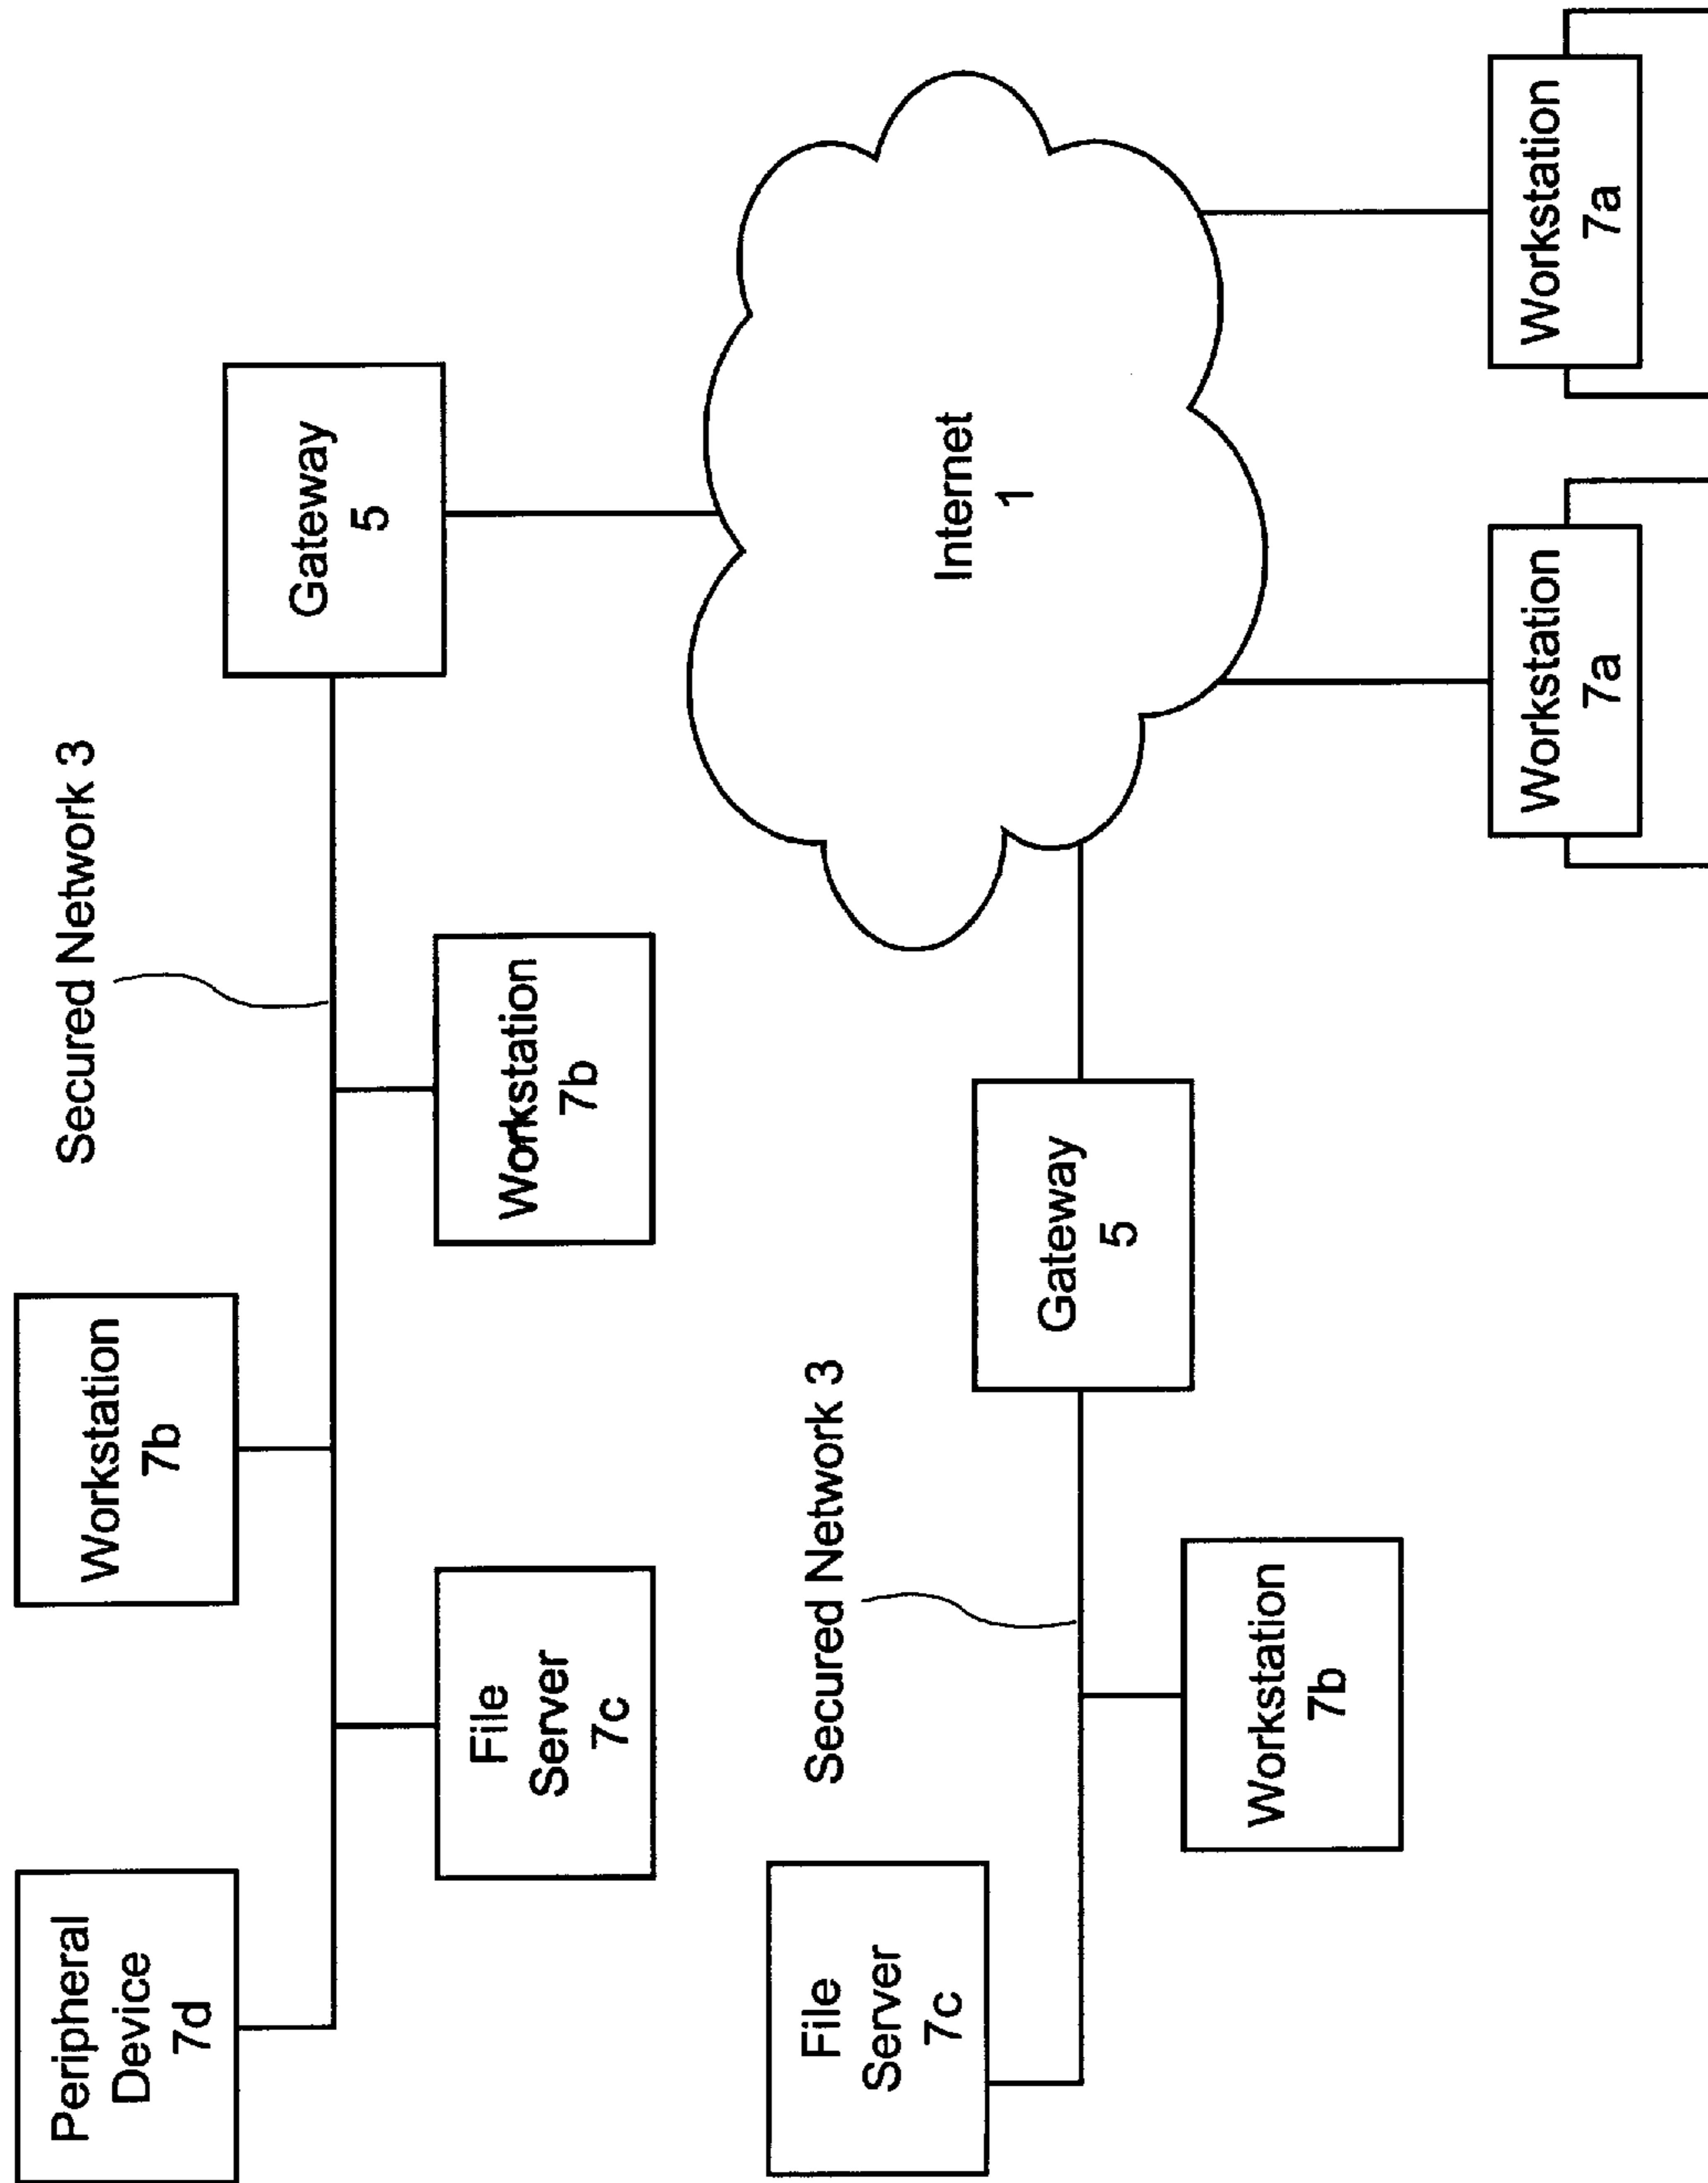 Peripheral
Device
7d
Workstation
7b
Secured Network 3
File
Server
7c
Workstation
7b
Gateway
5
File
Server
7c
Secured Network 3
Workstation
7b
Gateway
5
Internet
1
Workstation
7a
Workstation
7a